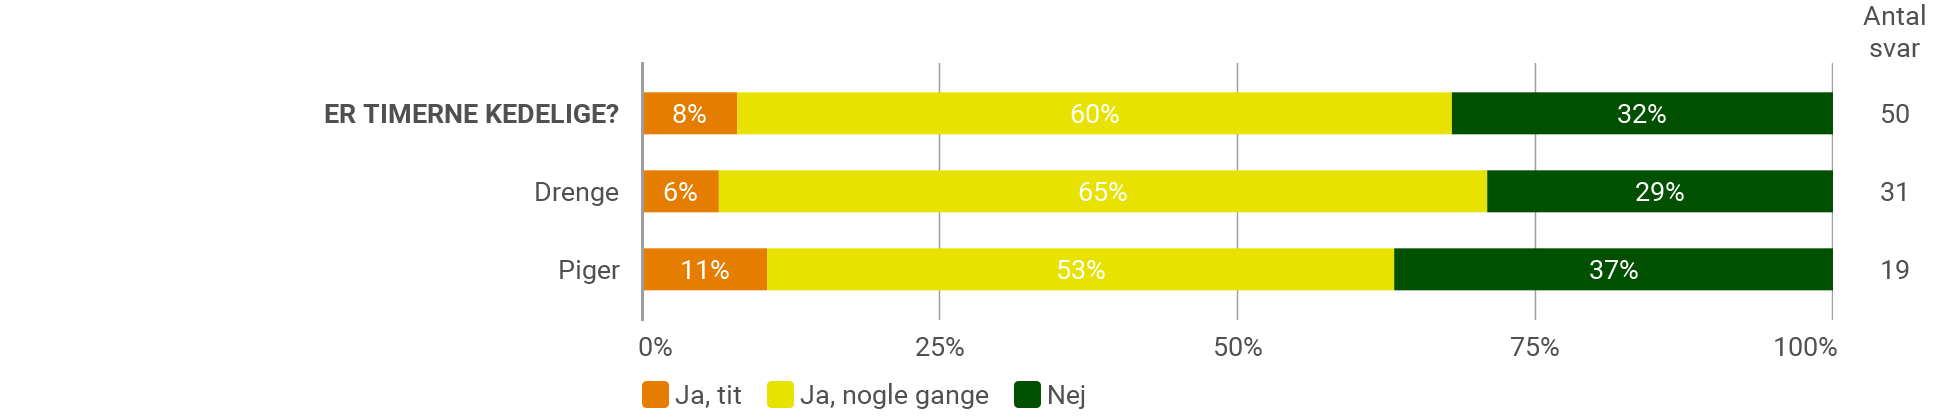 Antal
svar
ER TIMERNE KEDELIGE? 8% 60% 32% 50
Drenge 6% 65% 29% 31
Piger 11% 53% 37% 19
0% 25% 50% 75% 100%
Ja, tit Ja, nogle gange Nej